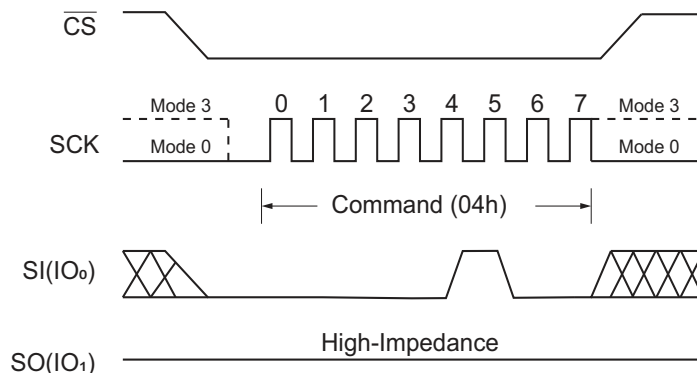 CS
0 1 2 3 4 5 6 7
Mode 3 Mode 3
SCK
Mode 0 Mode 0
Command (04h)
SI(IO₀)
High-Impedance
SO(IO₁)